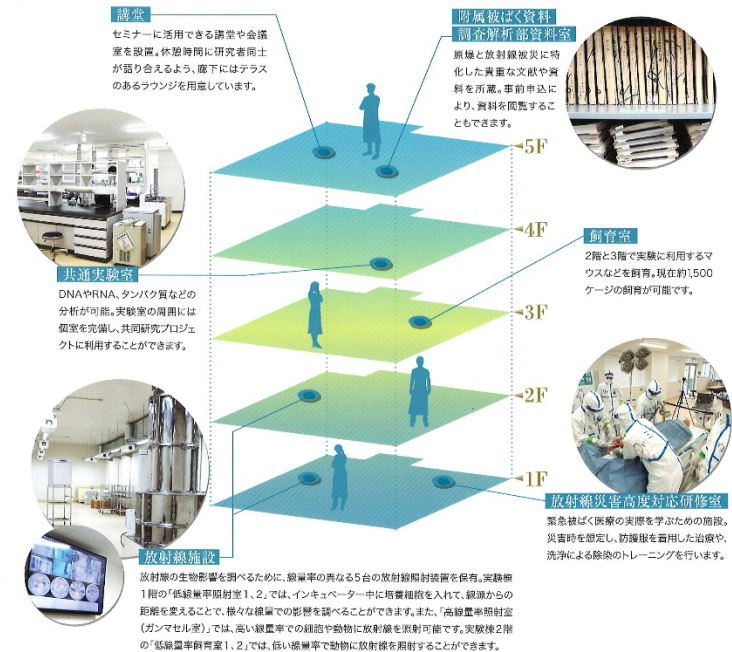 講堂
セミナーに活用できる講堂や会議
室を設置。休憩時間に研究者同士
が語り合えるよう、廊下にはテラス
のあるラウンジを用意しています。
附属被ばく資料
調査解析部資料室
原爆と放射線被災に特
化した貴重な文献や資
料を所蔵。事前申込に
より、資料を閲覧するこ
ともできます。
5F
4F
3F
2F
1F
共通実験室
DNAやRNA、タンパク質などの
分析が可能。実験室の周囲には
個室を完備し、共同研究プロジェ
クトに利用することができます。
飼育室
2階と3階で実験に利用するマ
ウスなどを飼育。現在約1,500
ケージの飼育が可能です。
放射線災害高度対応研修室
緊急被ばく医療の実際を学ぶための施設。
災害時を想定し、防護服を着用した治療や、
洗浄による除染のトレーニングを行います。
放射線施設
放射線の生物影響を調べるために、線量率の異なる5台の放射線照射装置を保有。実験棟
1階の「低線量率照射室1、2」では、インキュベーター中に培養細胞を入れて、線源からの
距離を変えることで、様々な線量での影響を調べることができます。また、「高線量率照射室
(ガンマセル室)」では、高い線量率での細胞や動物に放射線を照射可能です。実験棟2階
の「低線量率飼育室1、2」では、低い線量率で動物に放射線を照射することができます。